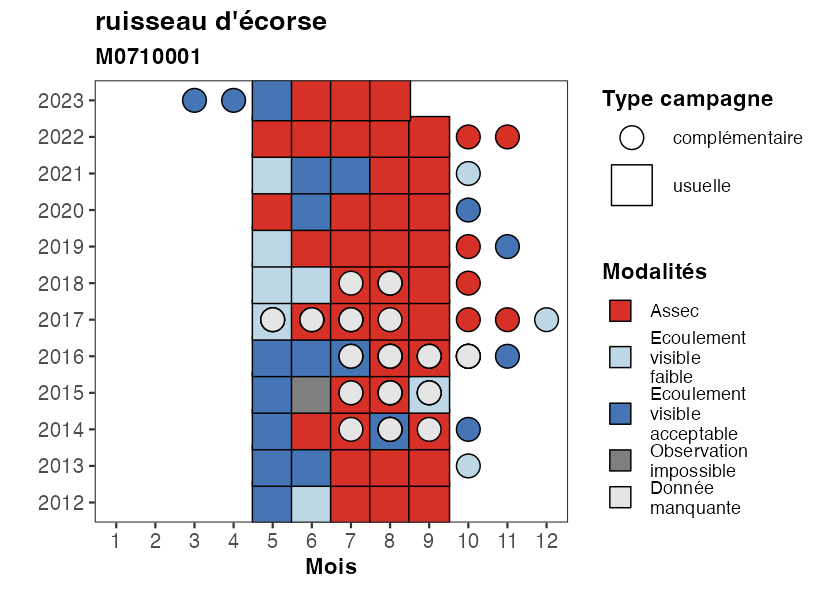 ruisseau d'écorse
M0710001
2023
2022
2021
2020
2019
2018
2017
2016
2015
2014
2013
2012
1 2 3 4 5 6 7 8 9 10 11 12
Mois
Type campagne
complémentaire
usuelle
Modalités
Assec
Ecoulement
visible
faible
Ecoulement
visible
acceptable
Observation
impossible
Donnée
manquante